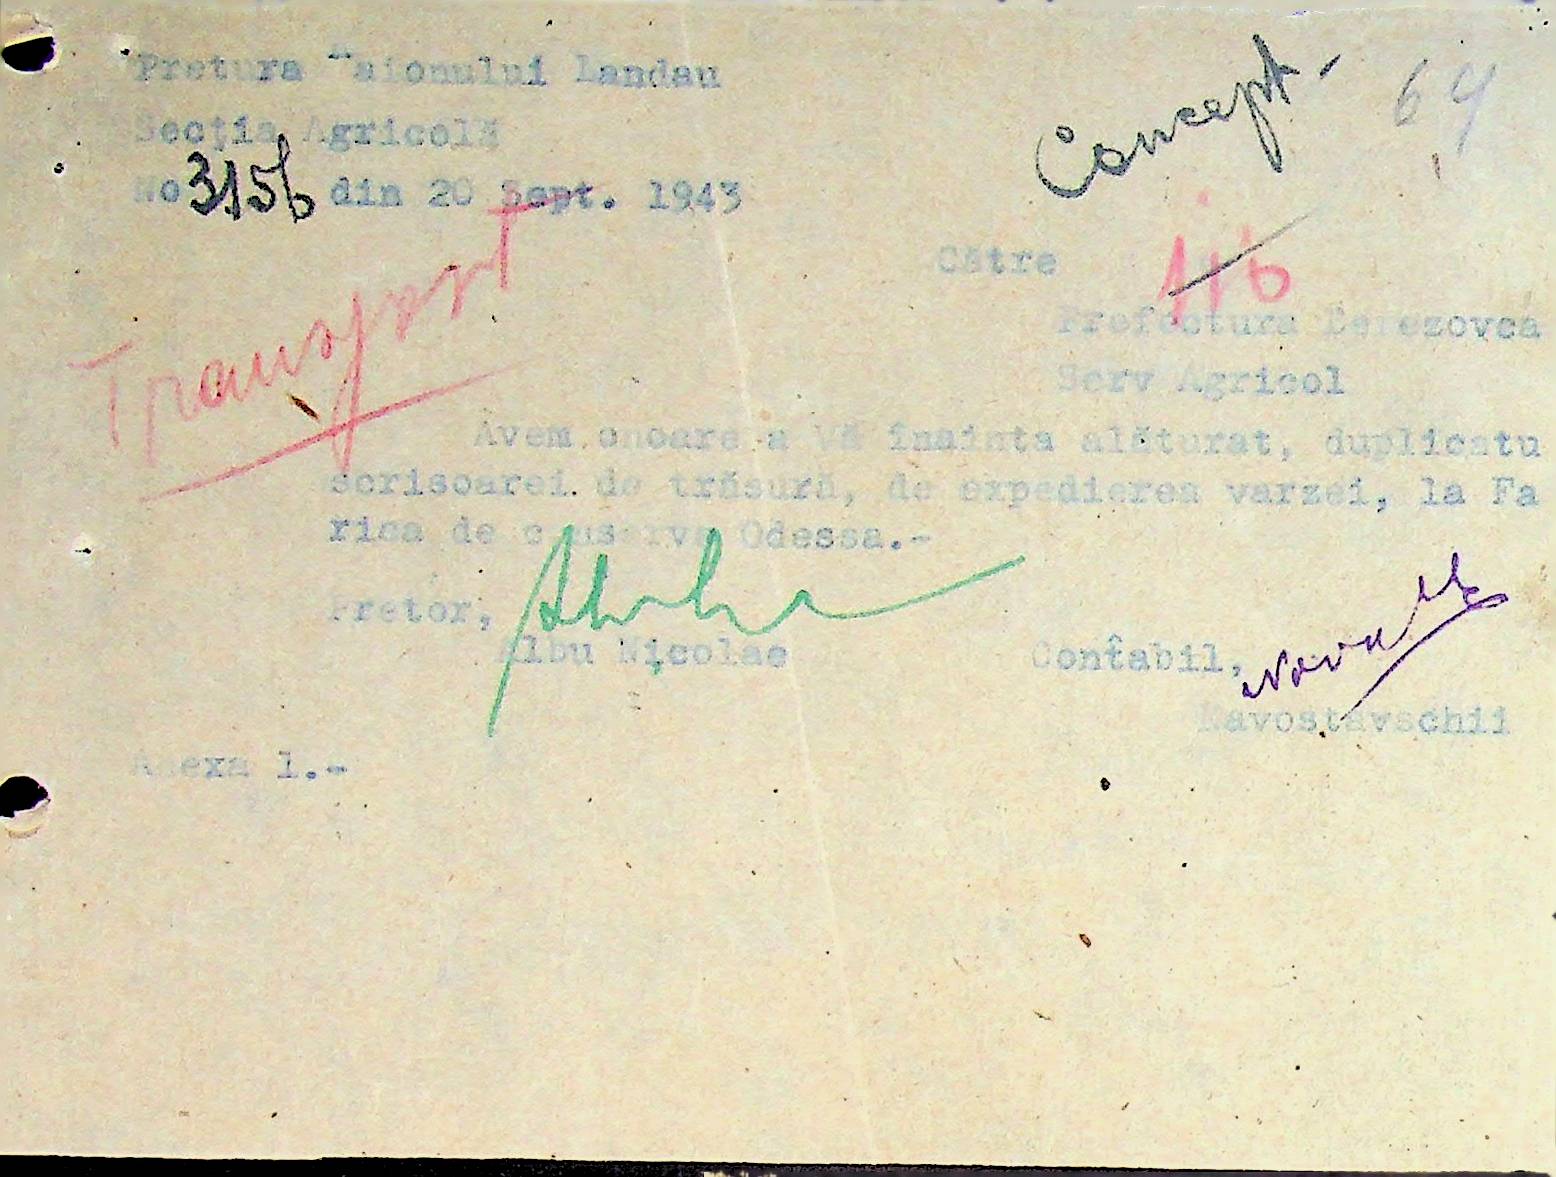 Pretura Raionului Landau
Secția Agricolă
No 3156 din 20 Sept. 1943
Concept.-
64
Către
Prefectura Berezovca
Serv Agricol
Transport
Avem onoare a Vă înainta alăturat, duplicatu
scrisoarei de trăsură, de expedierea varzei, la Fa
rica de conserve Odessa.-
Pretor,
Albu Nicolae
Contabil,
Navostavschii
Anexa 1.-